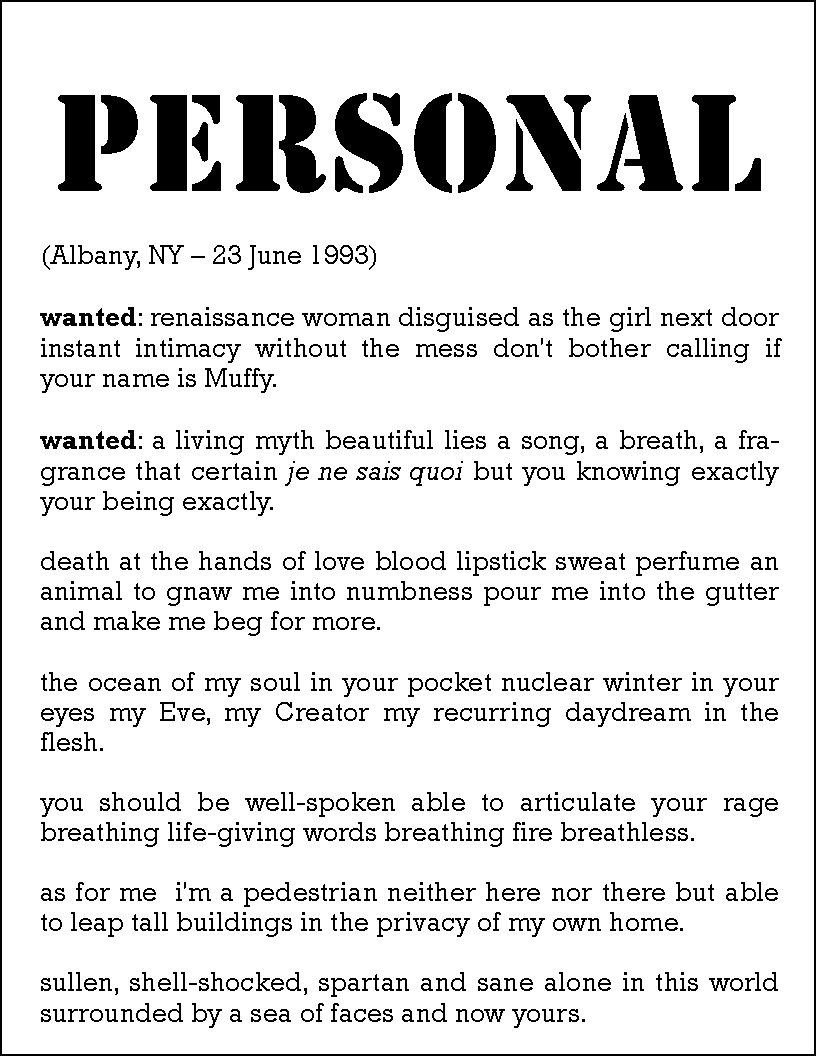 PERSONAL
(Albany, NY – 23 June 1993)
wanted: renaissance woman disguised as the girl next door
instant intimacy without the mess don't bother calling if
your name is Muffy.
wanted: a living myth beautiful lies a song, a breath, a fra-
grance that certain je ne sais quoi but you knowing exactly
your being exactly.
death at the hands of love blood lipstick sweat perfume an
animal to gnaw me into numbness pour me into the gutter
and make me beg for more.
the ocean of my soul in your pocket nuclear winter in your
eyes my Eve, my Creator my recurring daydream in the
flesh.
you should be well-spoken able to articulate your rage
breathing life-giving words breathing fire breathless.
as for me  i'm a pedestrian neither here nor there but able
to leap tall buildings in the privacy of my own home.
sullen, shell-shocked, spartan and sane alone in this world
surrounded by a sea of faces and now yours.